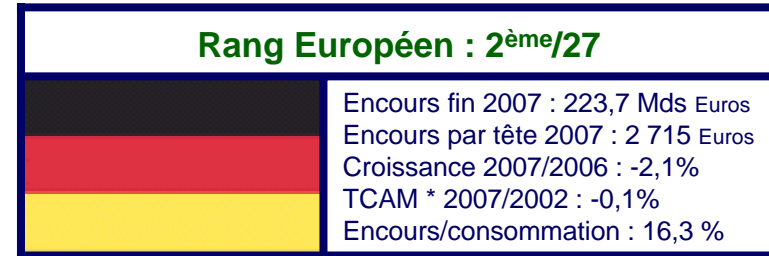 Rang Européen : 2ème/27
Encours fin 2007 : 223,7 Mds Euros
Encours par tête 2007 : 2 715 Euros
Croissance 2007/2006 : -2,1%
TCAM * 2007/2002 : -0,1%
Encours/consommation : 16,3 %